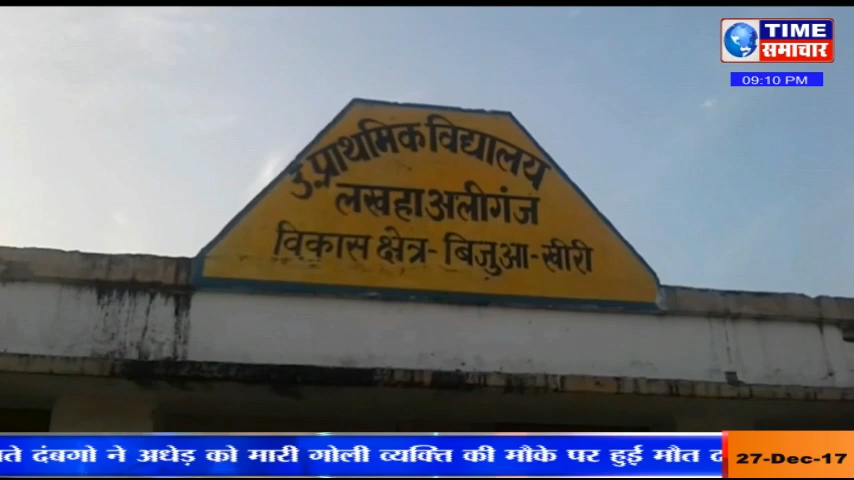 TIME
समाचार
09:10 PM
उ.प्राथमिक विद्यालय
लखहा अलीगंज
विकास क्षेत्र - बिजुआ - खीरी
ते दंबगो ने अधेड़ को मारी गोली व्यक्ति की मौके पर हुई मौत
27-Dec-17